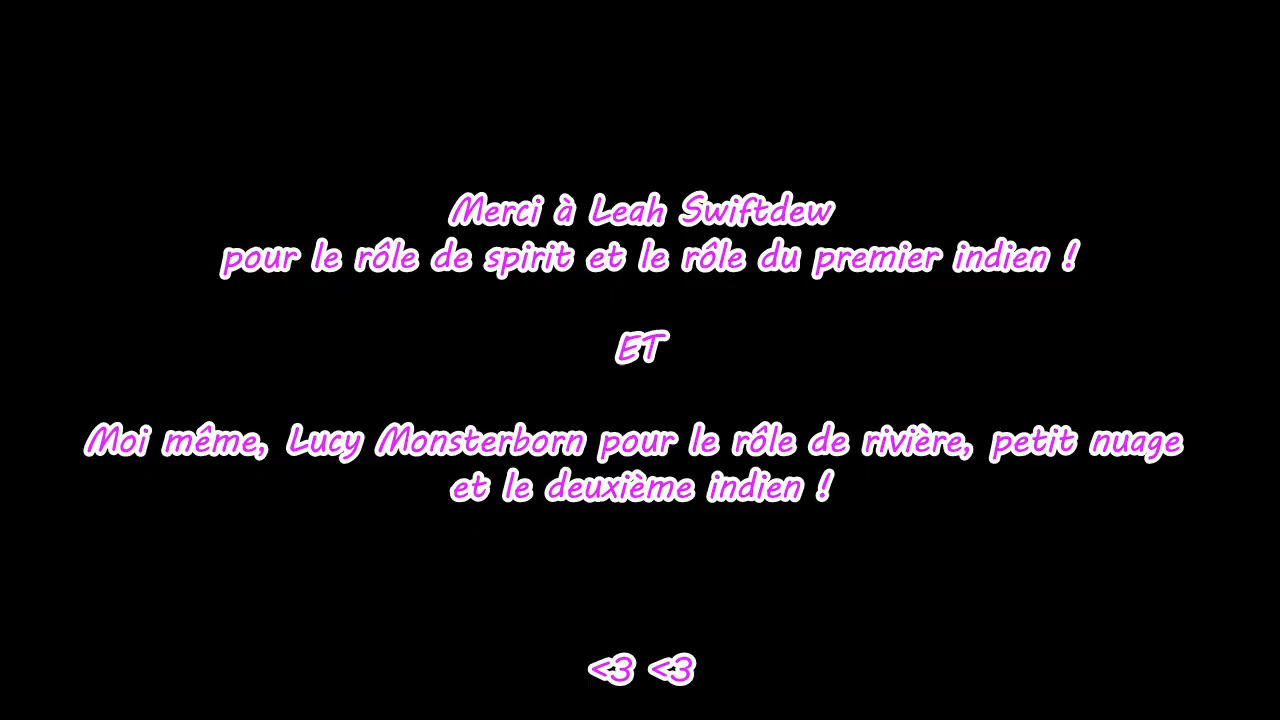 Merci à Leah Swiftdew
pour le rôle de spirit et le rôle du premier indien !
ET
Moi même, Lucy Monsterborn pour le rôle de rivière, petit nuage
et le deuxième indien !
<3 <3